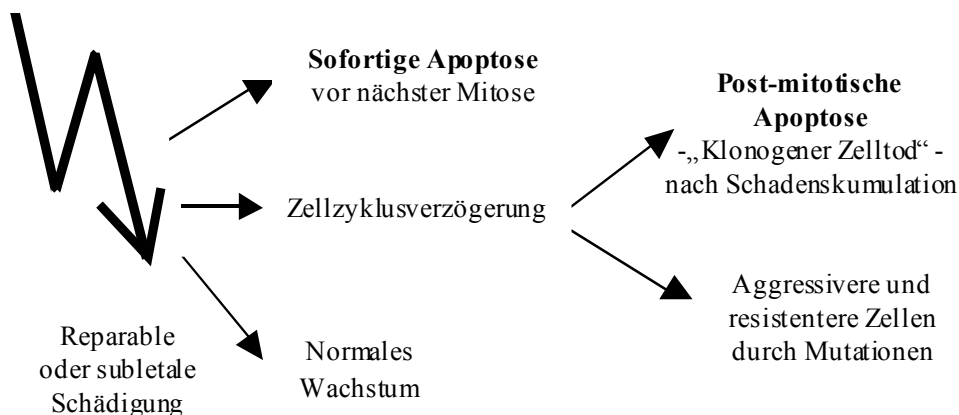 Sofortige Apoptose
vor nächster Mitose
Post-mitotische
Apoptose
-„Klonogener Zelltod“ -
nach Schadenskumulation
Zellzyklusverzögerung
Aggressivere und
resistentere Zellen
durch Mutationen
Reparable
oder subletale
Schädigung
Normales
Wachstum